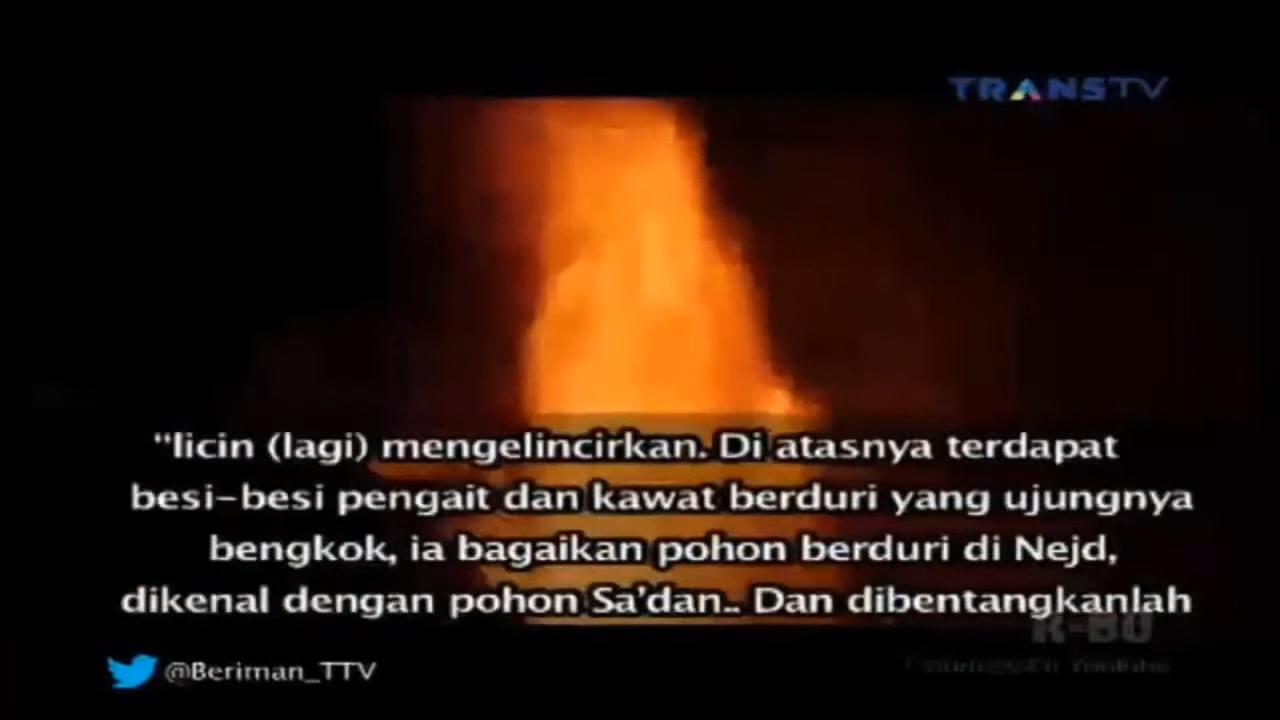 TRANSTV
"licin (lagi) mengelincirkan. Di atasnya terdapat
besi-besi pengait dan kawat berduri yang ujungnya
bengkok, ia bagaikan pohon berduri di Nejd,
dikenal dengan pohon Sa'dan.. Dan dibentangkanlah
K-BO
@Beriman_TTV